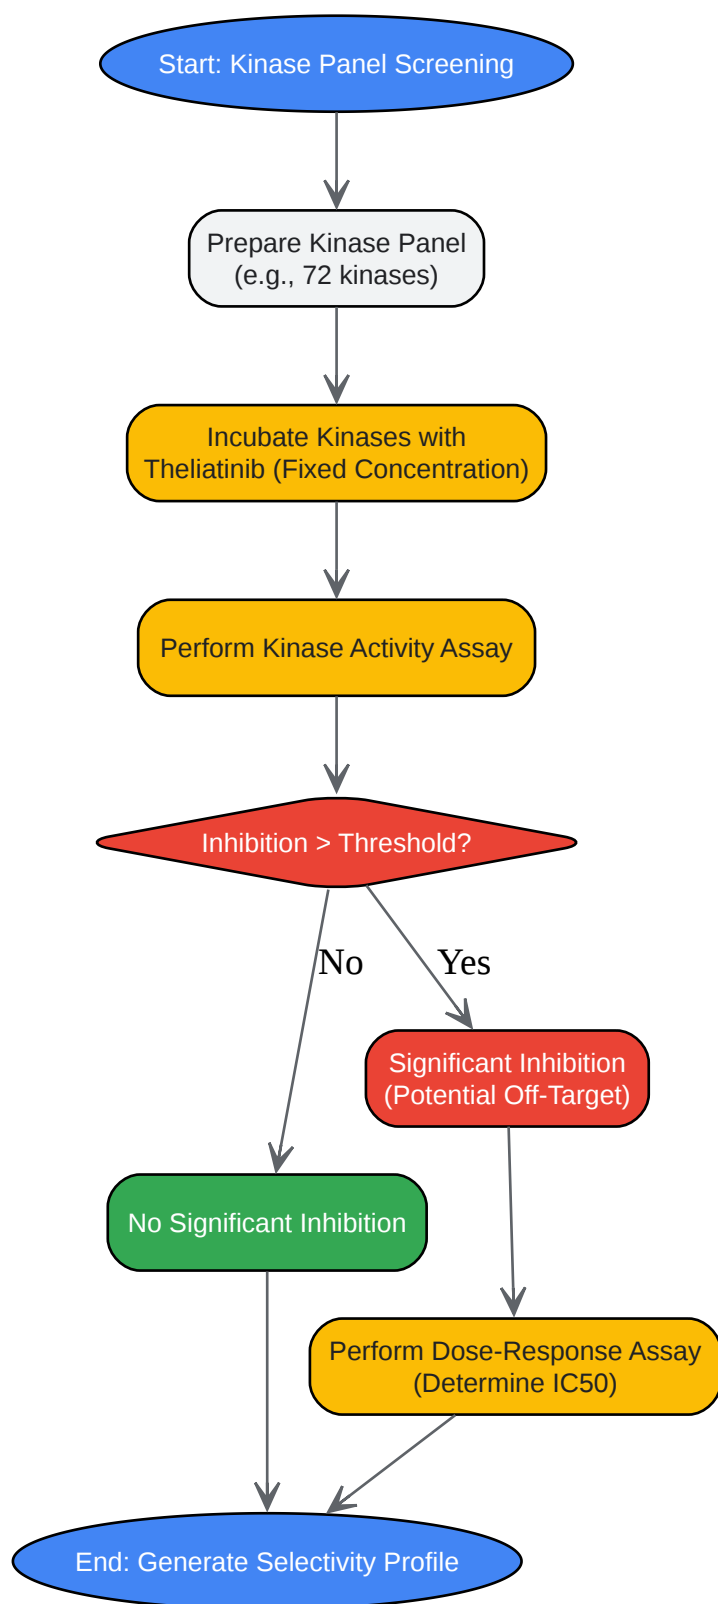 Start: Kinase Panel Screening
Prepare Kinase Panel
(e.g., 72 kinases)
Incubate Kinases with
Theliatinib (Fixed Concentration)
Perform Kinase Activity Assay
Inhibition > Threshold?
No
Yes
Significant Inhibition
(Potential Off-Target)
No Significant Inhibition
Perform Dose-Response Assay
(Determine IC50)
End: Generate Selectivity Profile